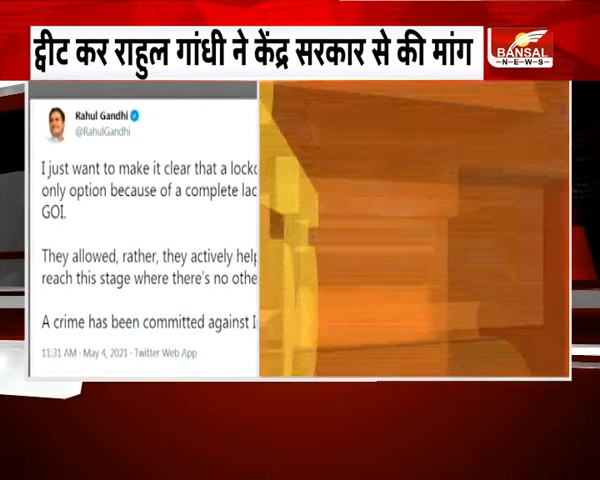 ट्वीट कर राहुल गांधी ने केंद्र सरकार से की मांग
BANSAL
NEWS
Rahul Gandhi
@RahulGandhi
I just want to make it clear that a lockd
only option because of a complete lac
GOI.
They allowed, rather, they actively help
reach this stage where there's no othe
A crime has been committed against I
11:31 AM · May 4, 2021 · Twitter Web App